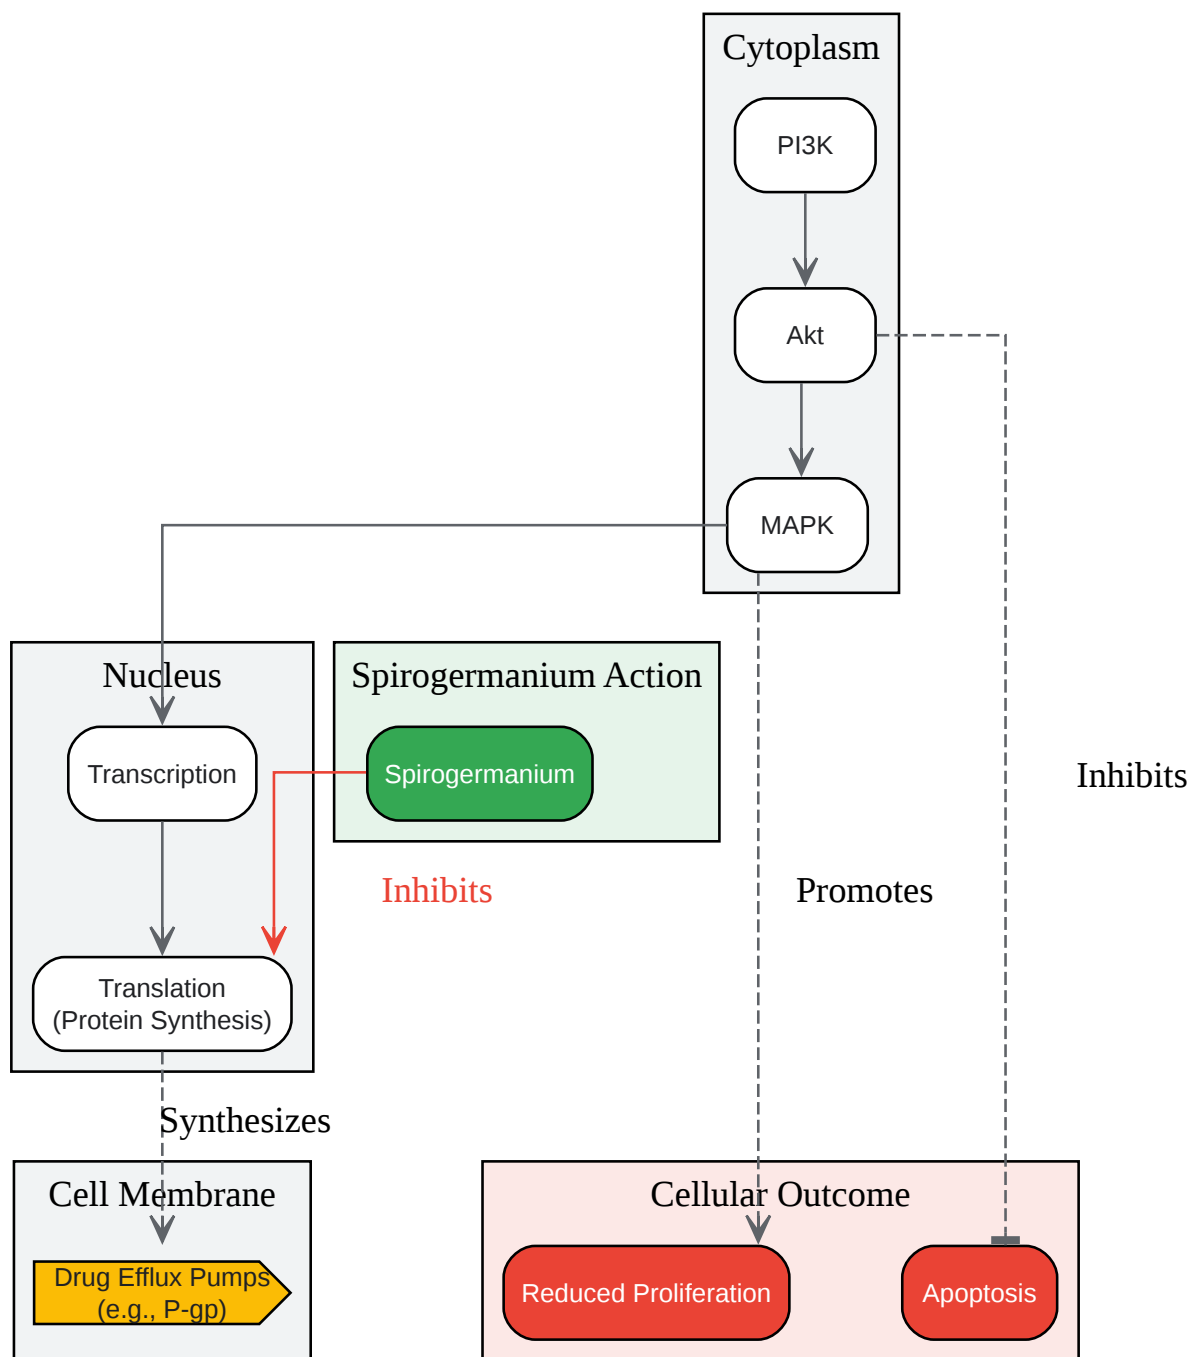 Cytoplasm
PI3K
Akt
MAPK
Nucleus
Spirogermanium Action
Transcription
Spirogermanium
Inhibits
Inhibits
Promotes
Translation
(Protein Synthesis)
Synthesizes
Cell Membrane
Cellular Outcome
Drug Efflux Pumps
(e.g., P-gp)
Reduced Proliferation
Apoptosis